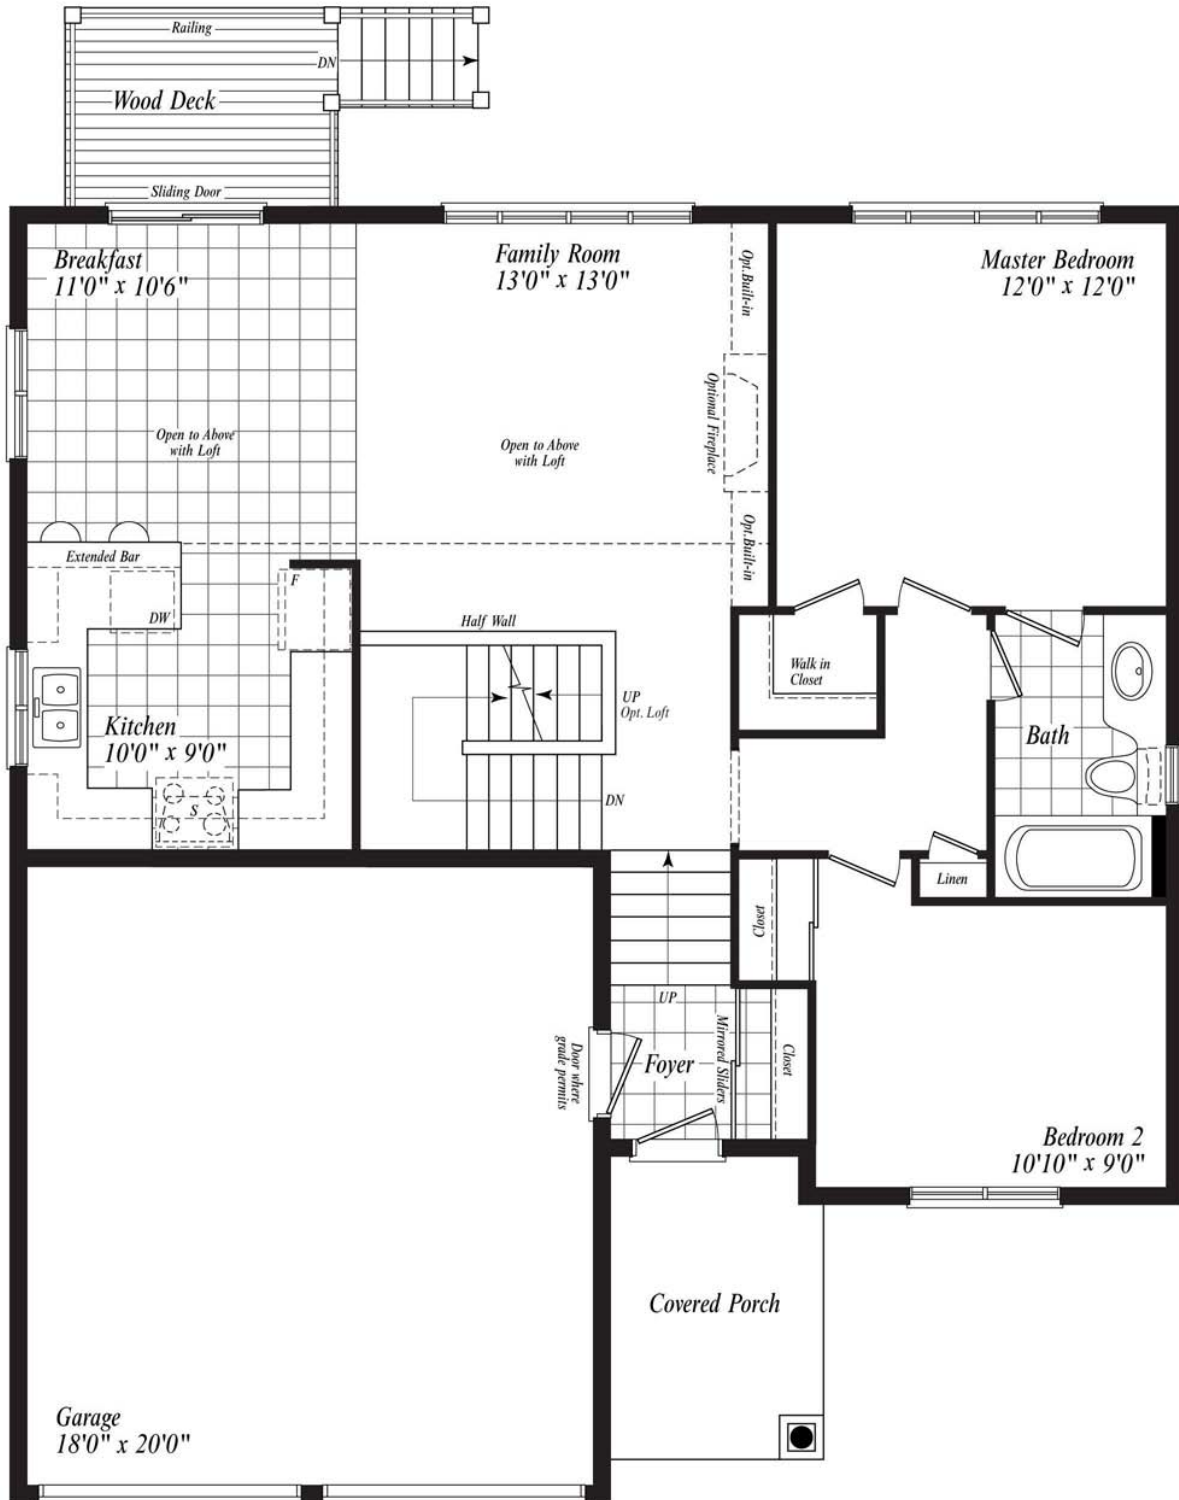 Railing
DN
Wood Deck
Sliding Door
Breakfast
11'0" x 10'6"
Family Room
13'0" x 13'0"
Opt.Built-in
Master Bedroom
12'0" x 12'0"
Optional Fireplace
Open to Above
with Loft
Open to Above
with Loft
Opt.Built-in
Extended Bar
DW
F
Half Wall
UP
Opt. Loft
Walk in
Closet
Kitchen
10'0" x 9'0"
Bath
S
DN
Linen
Closet
UP
Mirrored Sliders
Closet
Foyer
Door where
grade permits
Bedroom 2
10'10" x 9'0"
Covered Porch
Garage
18'0" x 20'0"